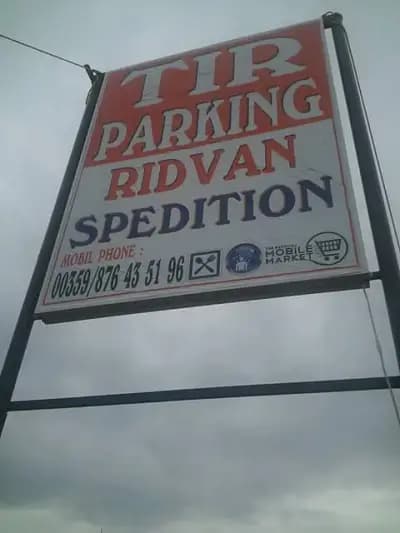 TIR
PARKING
RIDVAN
SPEDITION
MOBIL PHONE :
00359/876 43 51 96
MOBILE
MARKET